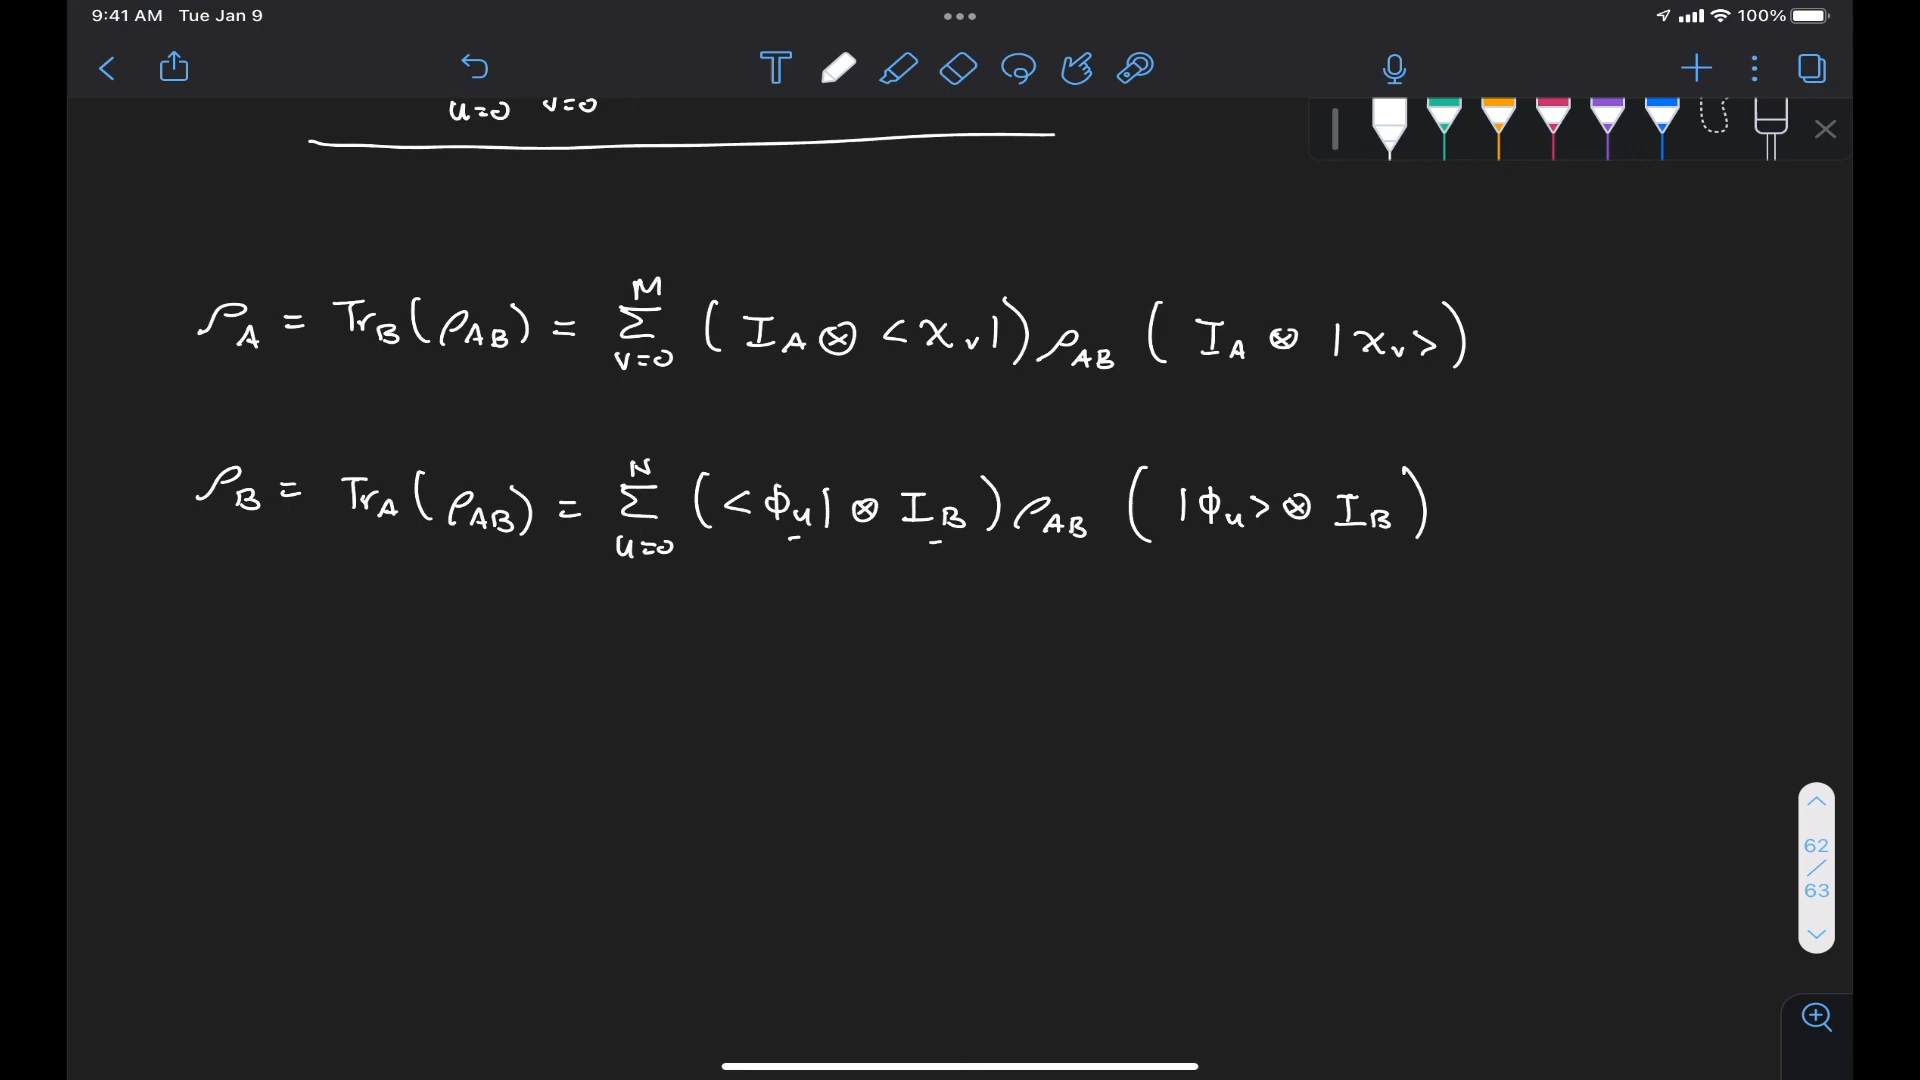 9:41 AM Tue Jan 9 100%
T
u=0 v=0
ρ_A = Tr_B(ρ_AB) = Σ_{v=0}^{M} ( I_A ⊗ <χ_v| ) ρ_AB ( I_A ⊗ |χ_v> )
ρ_B = Tr_A(ρ_AB) = Σ_{u=0}^{N} ( <ϕ_u| ⊗ I_B ) ρ_AB ( |ϕ_u> ⊗ I_B )
62
/
63